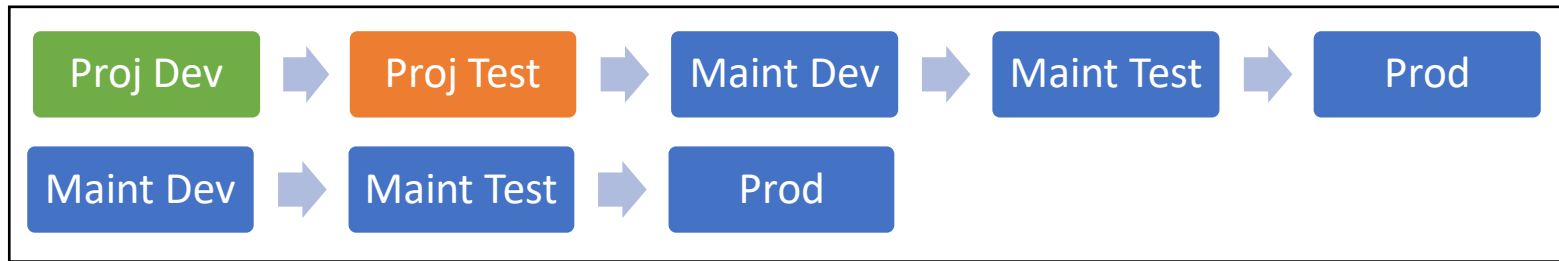 Proj Dev Proj Test Maint Dev Maint Test Prod
Maint Dev Maint Test Prod